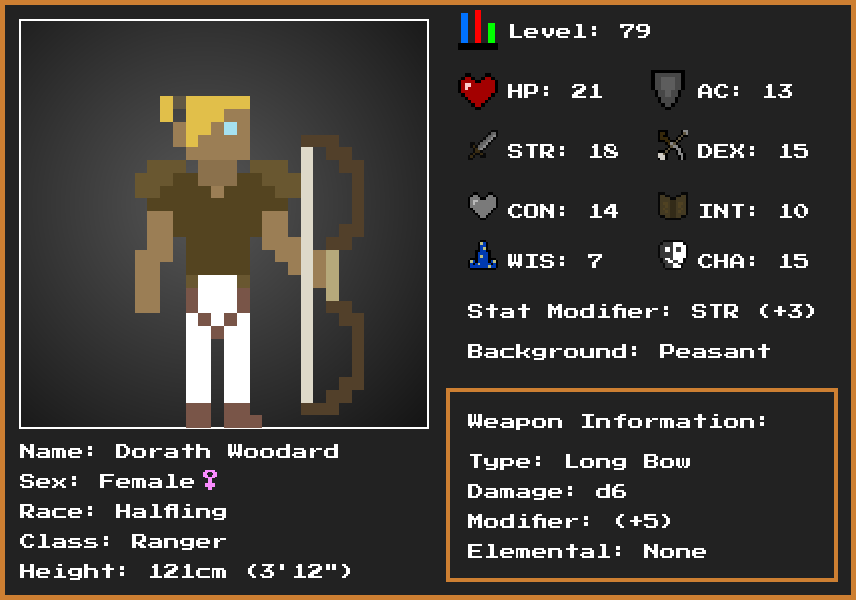 Level: 79
HP: 21 AC: 13
STR: 18 DEX: 15
CON: 14 INT: 10
WIS: 7 CHA: 15
Stat Modifier: STR (+3)
Background: Peasant
Weapon Information:
Type: Long Bow
Damage: d6
Modifier: (+5)
Elemental: None
Name: Dorath Woodard
Sex: Female♀
Race: Halfling
Class: Ranger
Height: 121cm (3'12")